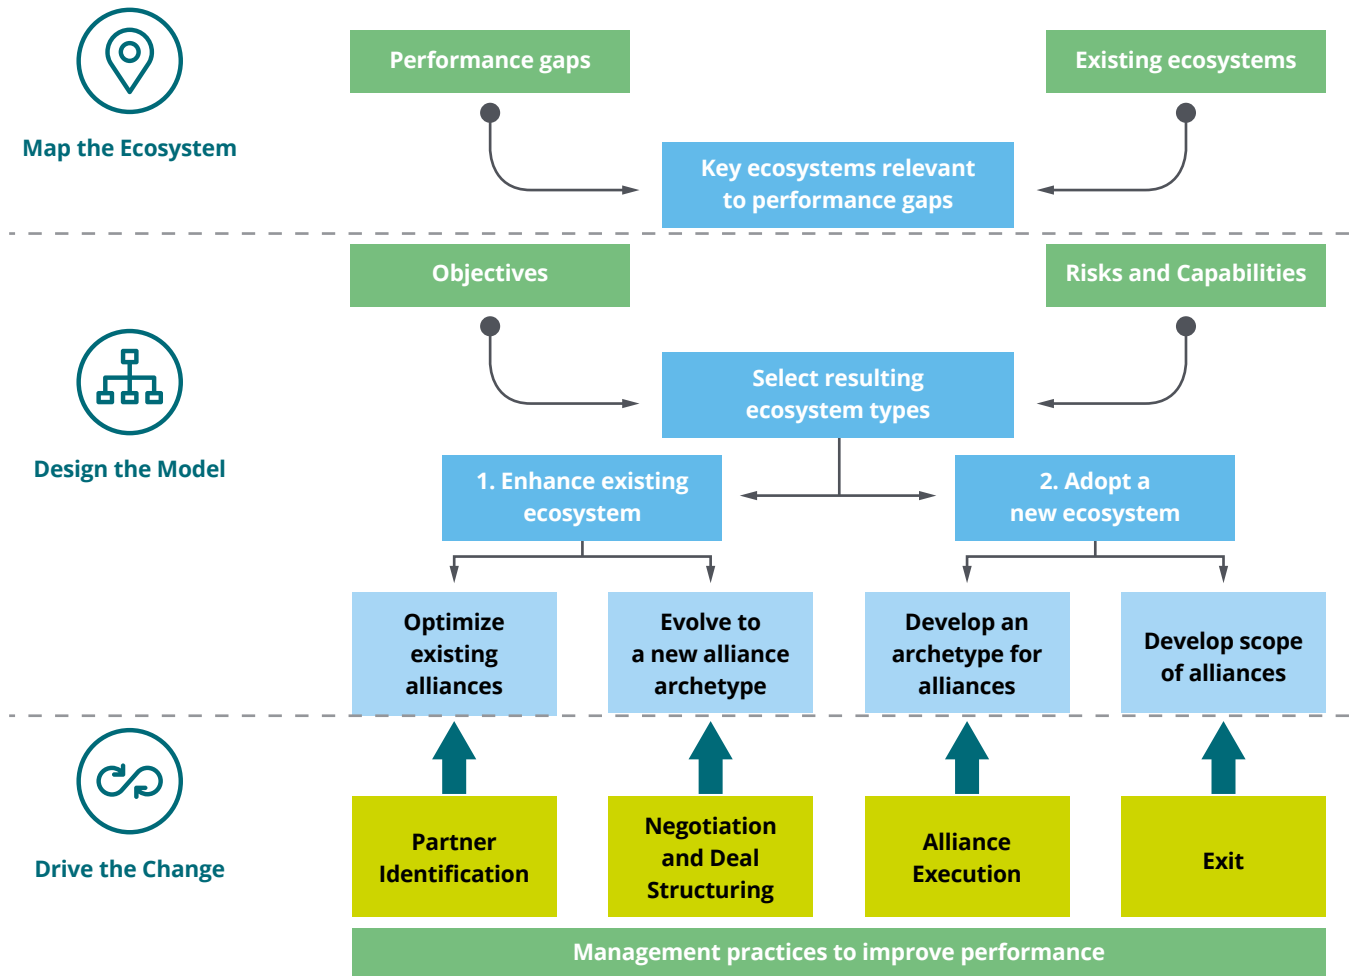 Performance gaps
Existing ecosystems
Map the Ecosystem
Key ecosystems relevant
to performance gaps
Objectives
Risks and Capabilities
Select resulting
ecosystem types
Design the Model
1. Enhance existing
ecosystem
2. Adopt a
new ecosystem
Optimize
existing
alliances
Evolve to
a new alliance
archetype
Develop an
archetype for
alliances
Develop scope
of alliances
Drive the Change
Partner
Identification
Negotiation
and Deal
Structuring
Alliance
Execution
Exit
Management practices to improve performance